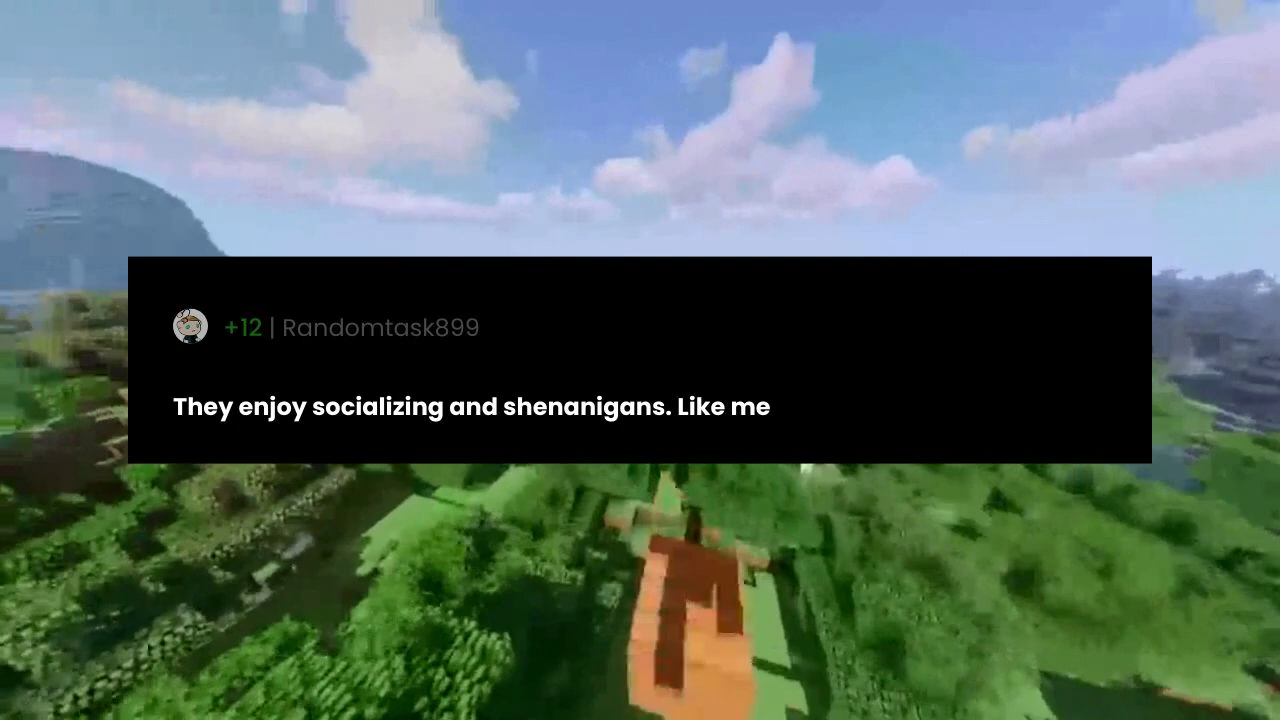 +12 | Randomtask899
They enjoy socializing and shenanigans. Like me